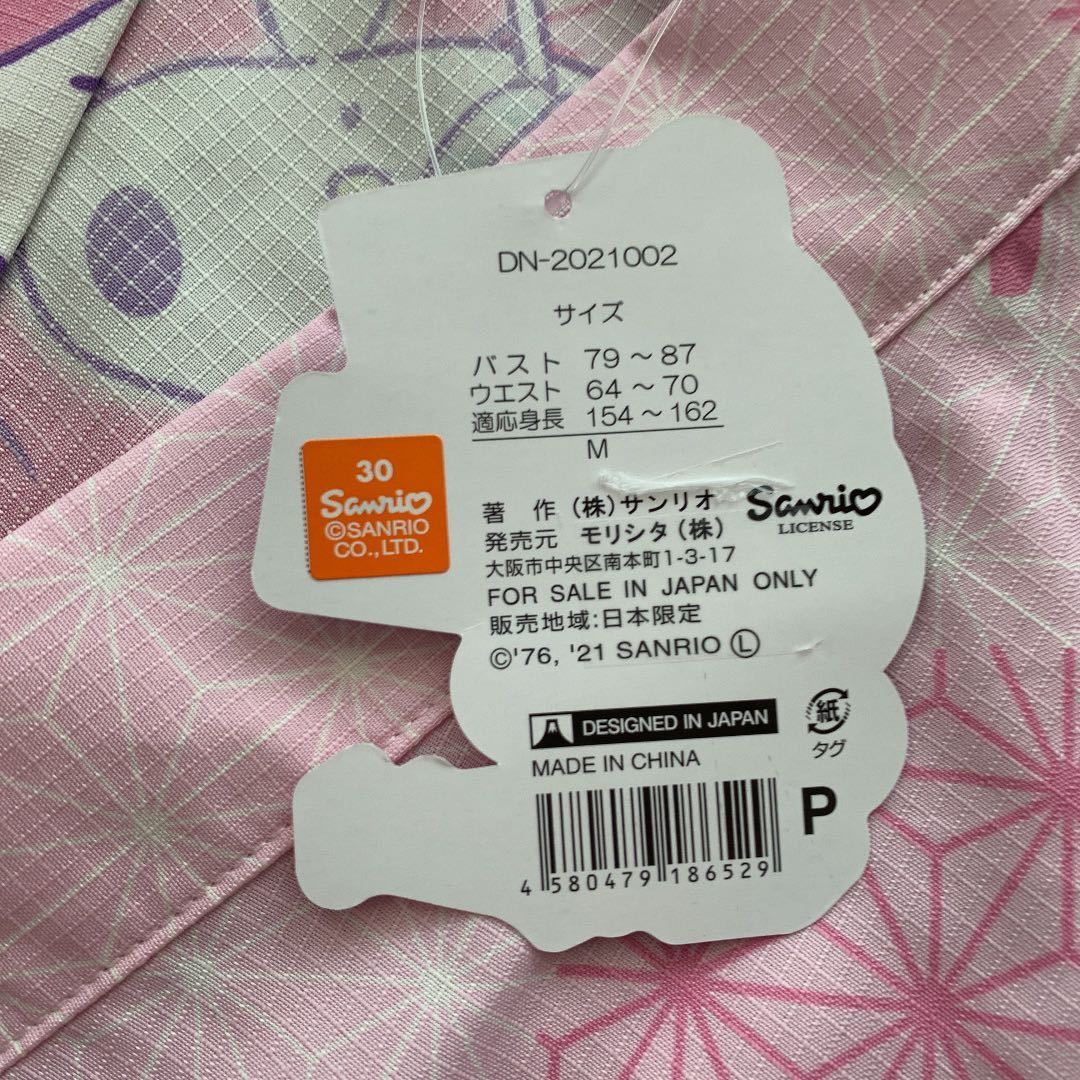 DN-2021002
サイズ
バスト 79～87
ウエスト 64～70
適応身長 154～162
M
30
Sanrio
©SANRIO
CO.,LTD.
著 作 (株)サンリオ
発売元 モリシタ(株)
Sanrio
LICENSE
大阪市中央区南本町1-3-17
FOR SALE IN JAPAN ONLY
販売地域:日本限定
©'76, '21 SANRIO Ⓛ
DESIGNED IN JAPAN
MADE IN CHINA
紙
タグ
P
4 580479 186529